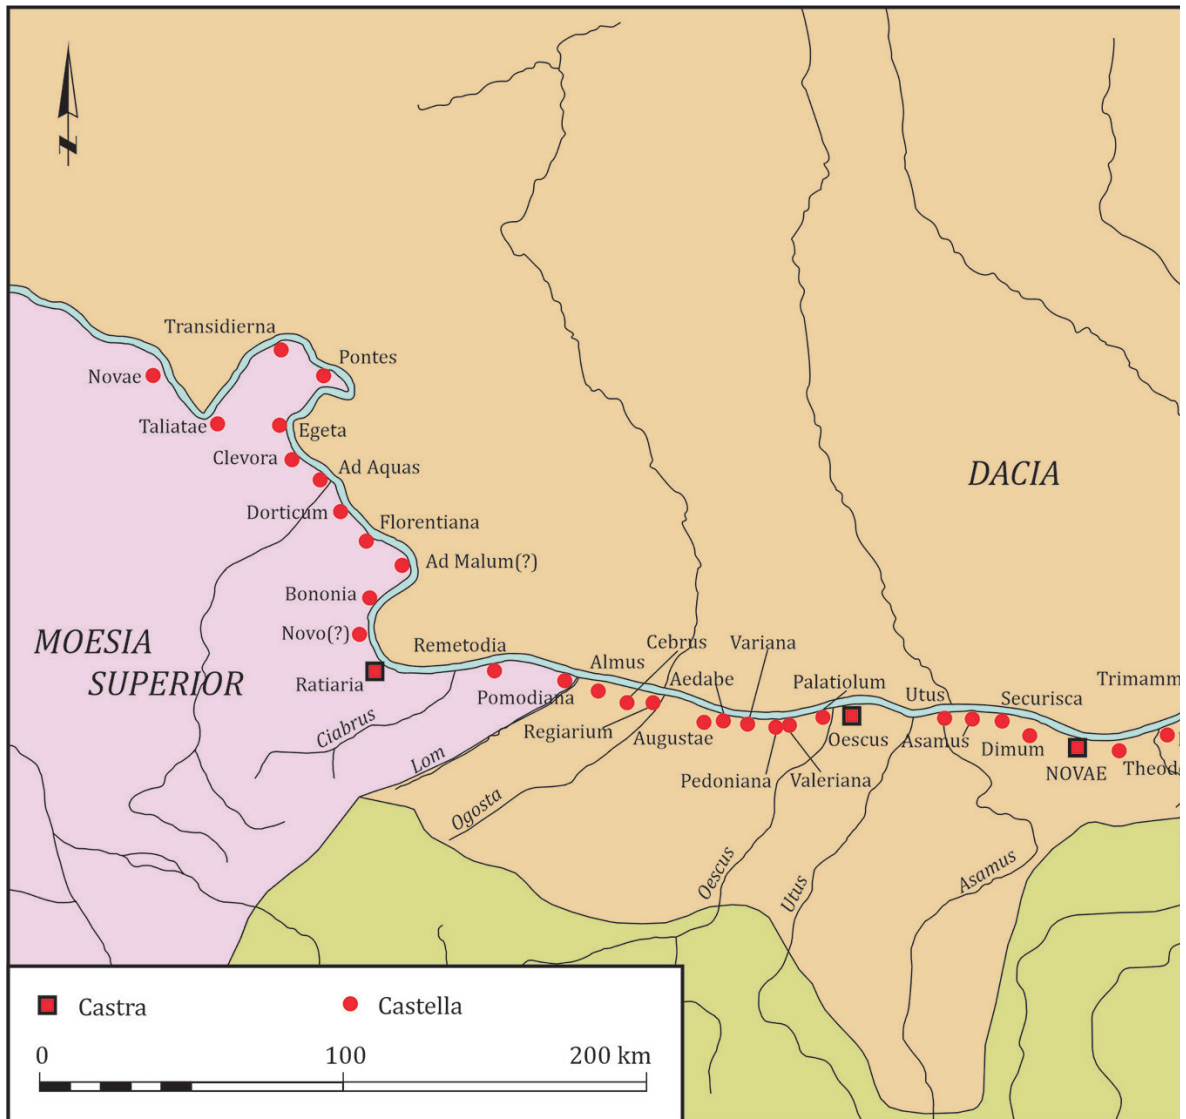 N
Transidierna
Pontes
Novae
Taliatae
Egeta
Clevora
Ad Aquas
DACIA
Dorticum
Florentiana
Ad Malum(?)
Bononia
MOESIA
SUPERIOR
Novo(?)
Remetodia
Cebrus
Variana
Almus
Aedabe
Ratiaria
Pomodiana
Palatiolum
Utus
Securisca
Trimamm
Regiarium
Augustae
Oescus
Asamus
Dimum
NOVAE
Theod
Ciabrus
Lom
Pedoniana
Valeriana
Ogosta
Oescus
Utus
Asamus
Castra
Castella
0
100
200 km